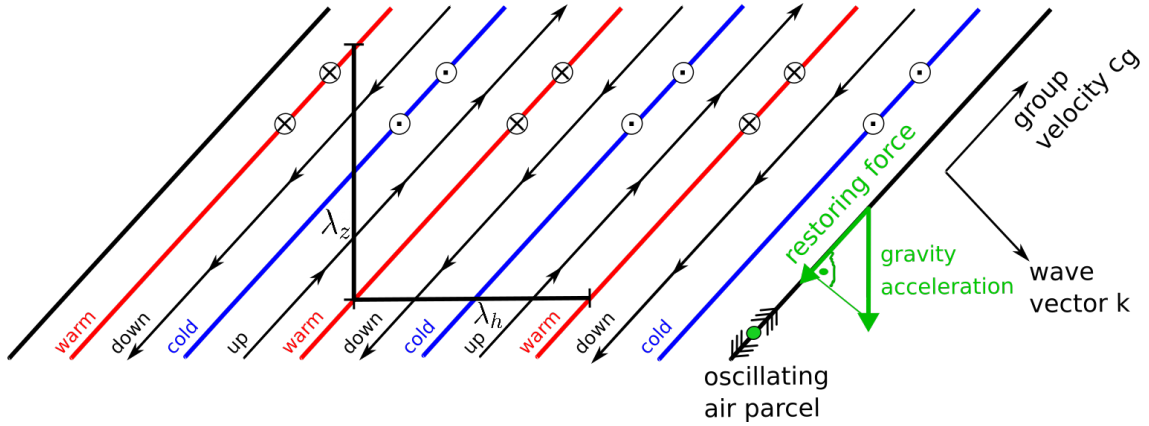 group
velocity cg
restoring force
λz
gravity
acceleration
wave
vector k
λh
warm
down
cold
up
warm
down
cold
up
warm
down
cold
oscillating
air parcel